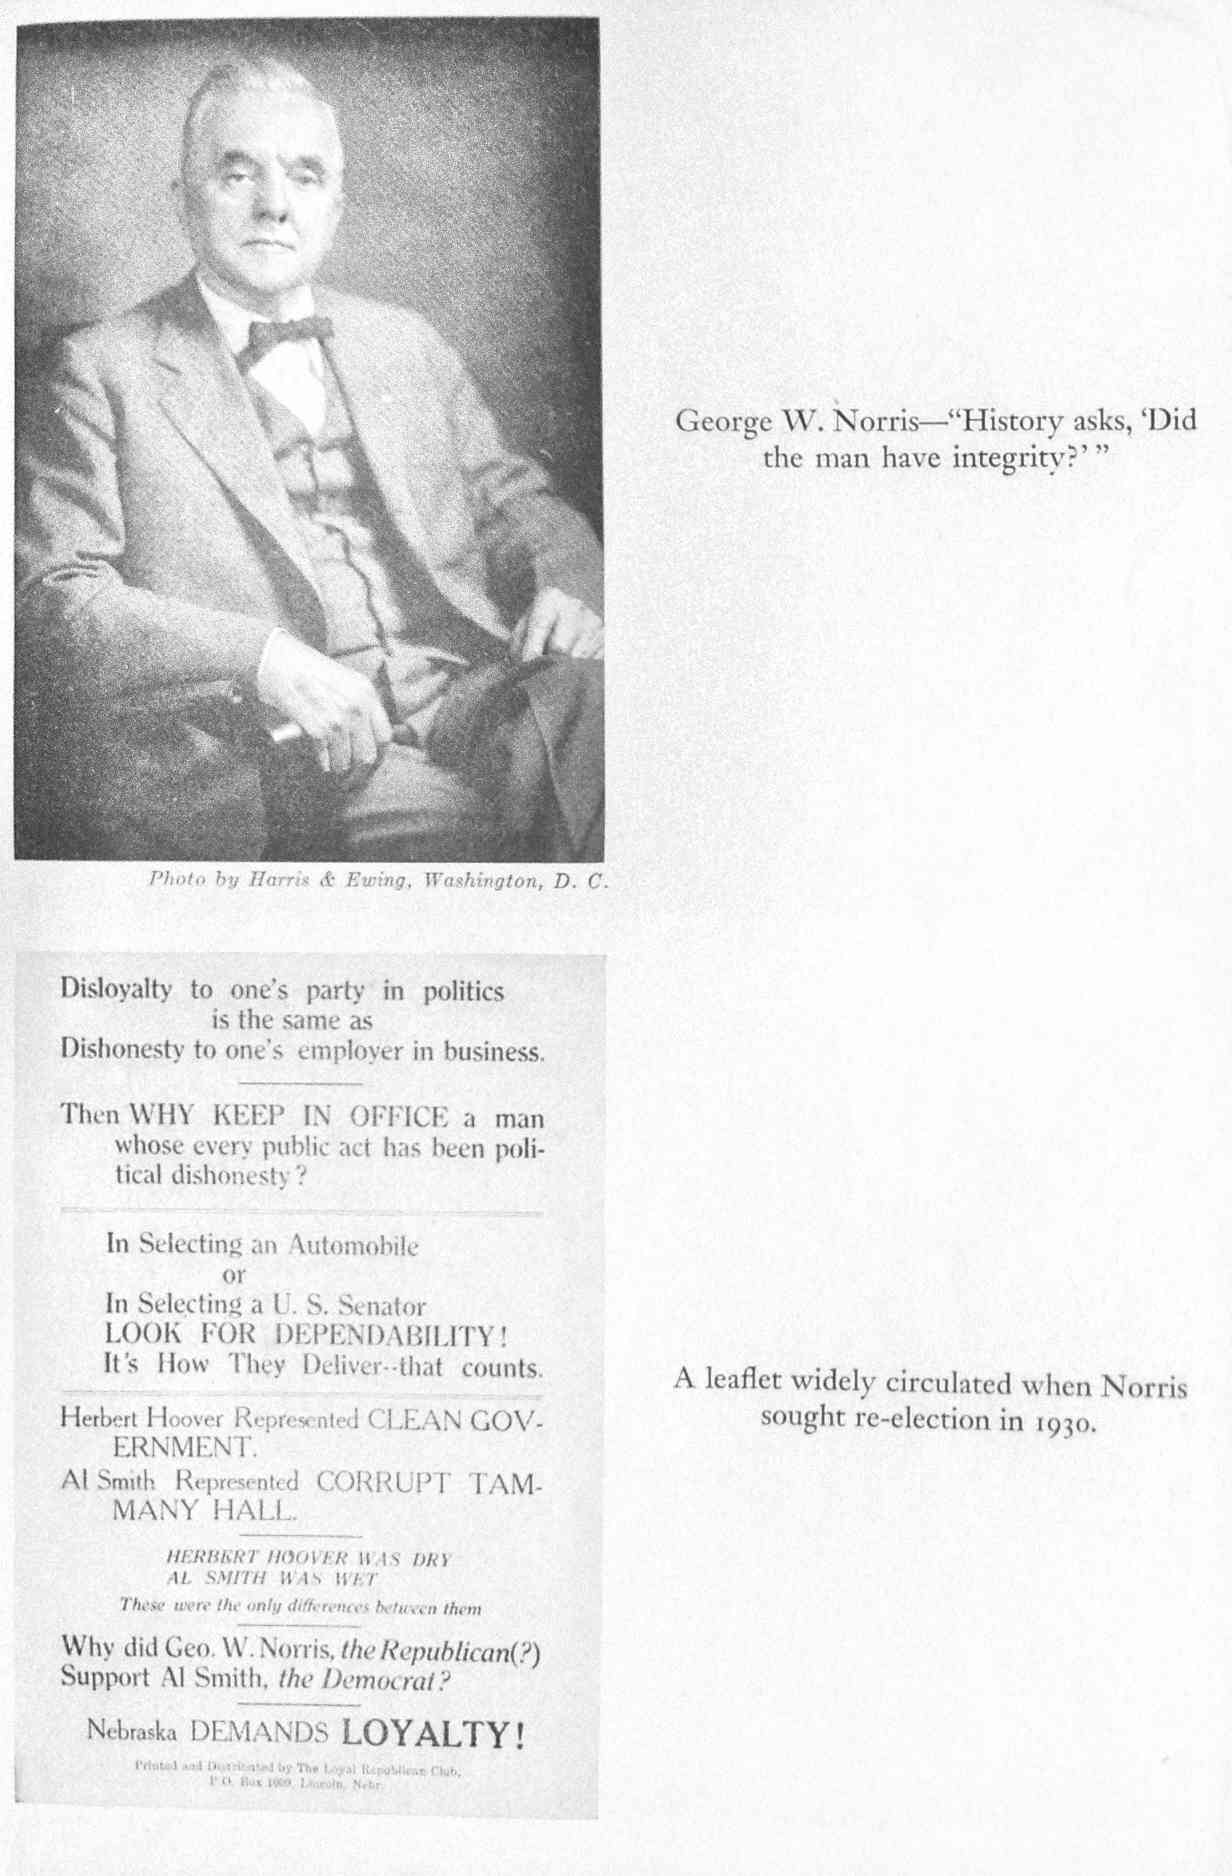 George W. Norris—“History asks, ‘Did
the man have integrity?’ ”
Photo by Harris & Ewing, Washington, D. C.
Disloyalty to one's party in politics
is the same as
Dishonesty to one's employer in business.
Then WHY KEEP IN OFFICE a man
whose every public act has been poli-
tical dishonesty?
In Selecting an Automobile
or
In Selecting a U. S. Senator
LOOK FOR DEPENDABILITY!
It's How They Deliver--that counts.
Herbert Hoover Represented CLEAN GOV-
ERNMENT.
Al Smith Represented CORRUPT TAM-
MANY HALL.
HERBERT HOOVER WAS DRY
AL SMITH WAS WET
These were the only differences between them
Why did Geo. W. Norris, the Republican(?)
Support Al Smith, the Democrat?
Nebraska DEMANDS LOYALTY!
Printed and Distributed by The Loyal Republican Club,
P. O. Box 1009, Lincoln, Nebr.
A leaflet widely circulated when Norris
sought re-election in 1930.